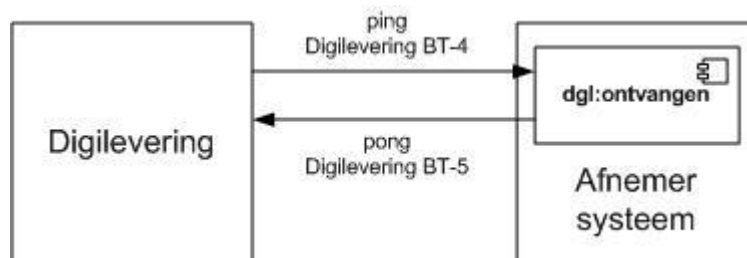 ping
Digilevering BT-4
dgl:ontvangen
Digilevering
pong
Digilevering BT-5
Afnemer
systeem